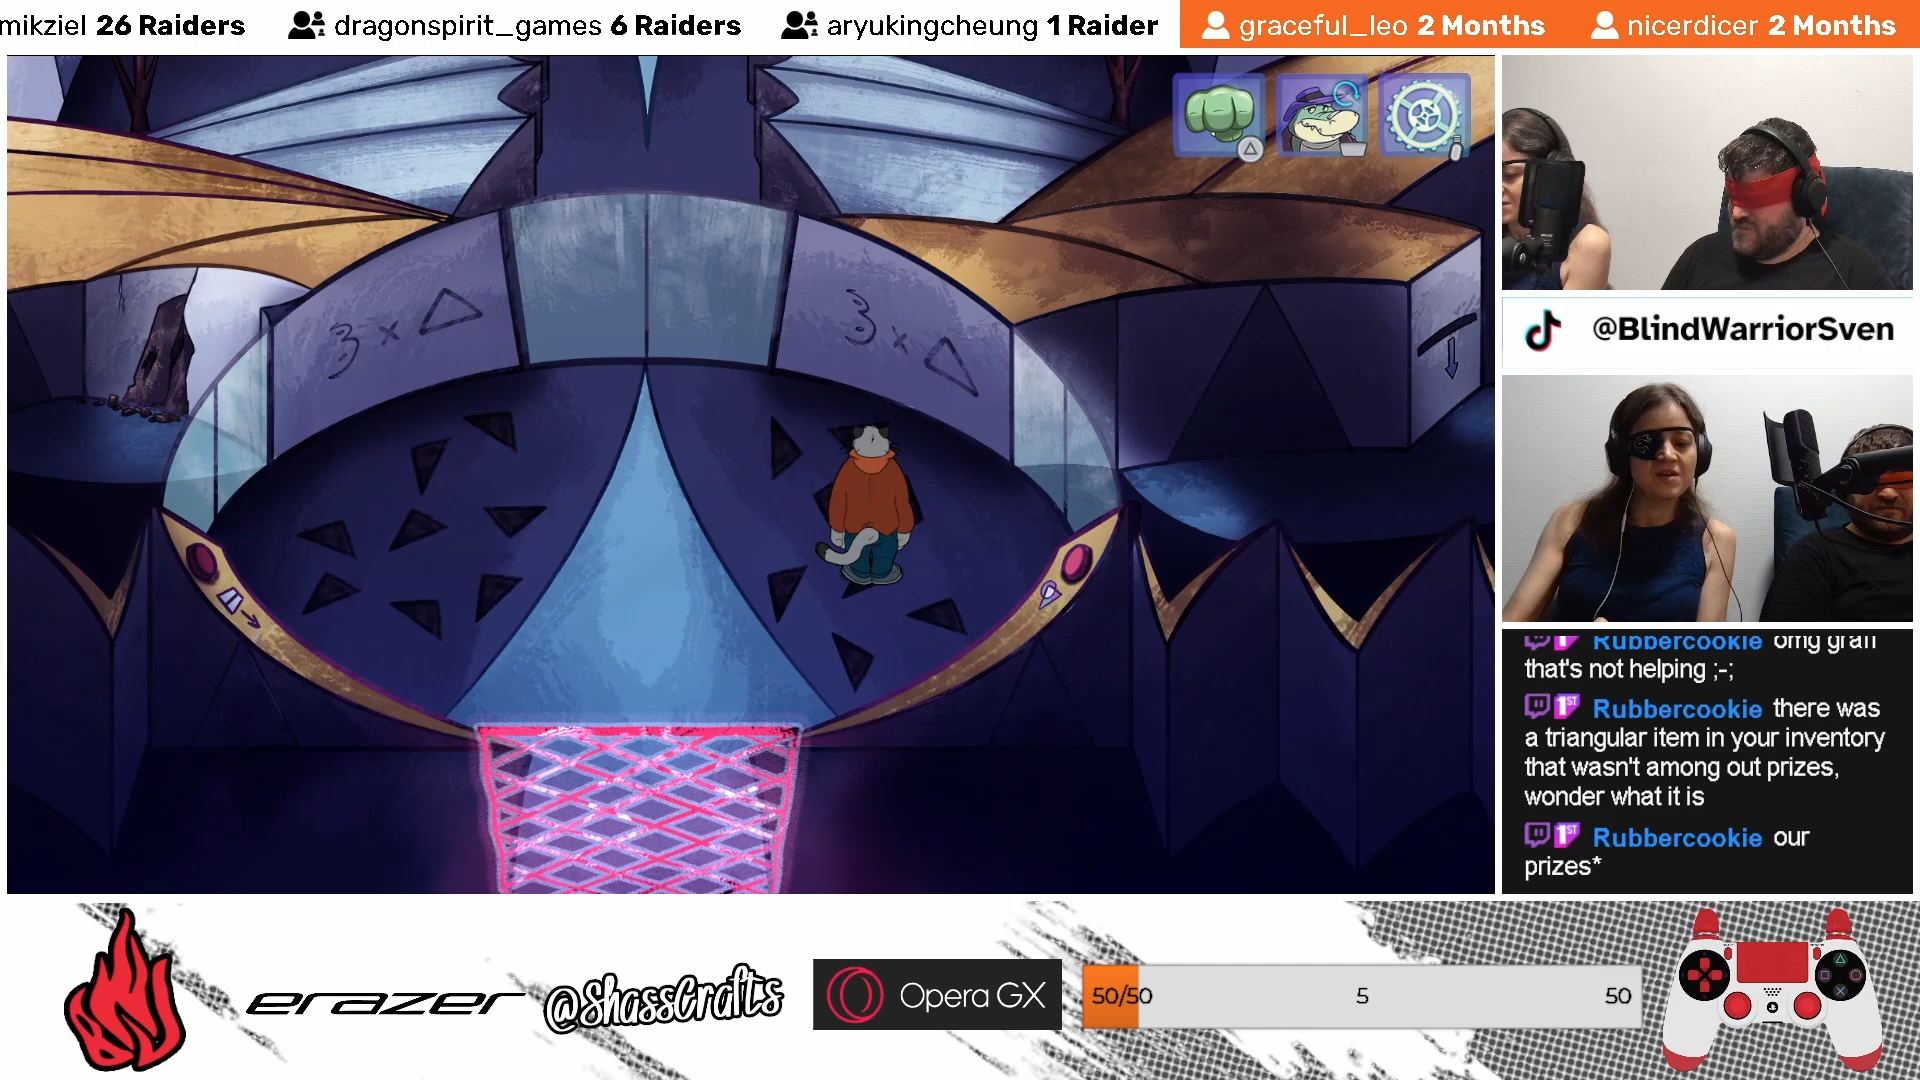 mikziel 26 Raiders dragonspirit_games 6 Raiders aryukingcheung 1 Raider graceful_leo 2 Months nicerdicer 2 Months
3 x △
3 x △
@BlindWarriorSven
Rubbercookie omg grafi
that's not helping ;-;
Rubbercookie there was
a triangular item in your inventory
that wasn't among out prizes,
wonder what it is
Rubbercookie our
prizes*
erazer
@ShassCrafts
Opera GX
50/50 5 50